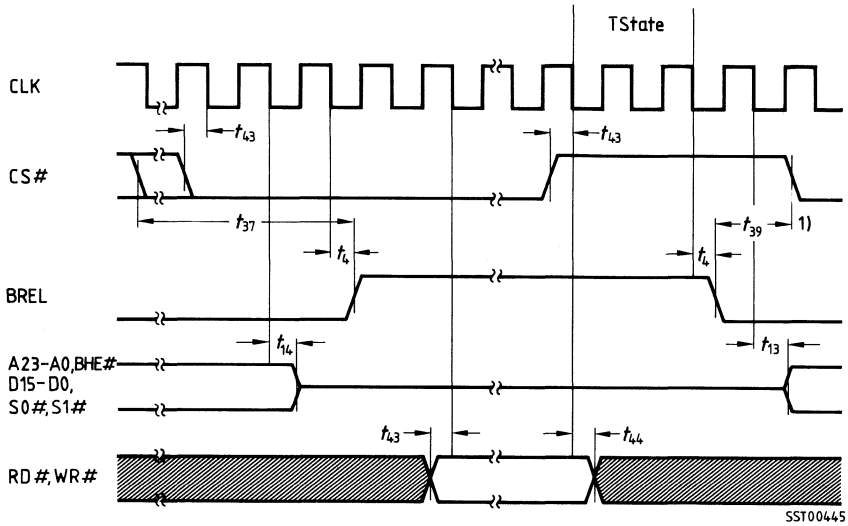 TState
CLK
t43
t43
CS#
t37
t39
1)
t4
t4
BREL
t14
t13
A23-A0,BHE#
D15-D0,
S0#,S1#
t43
t44
RD#,WR#
SST00445